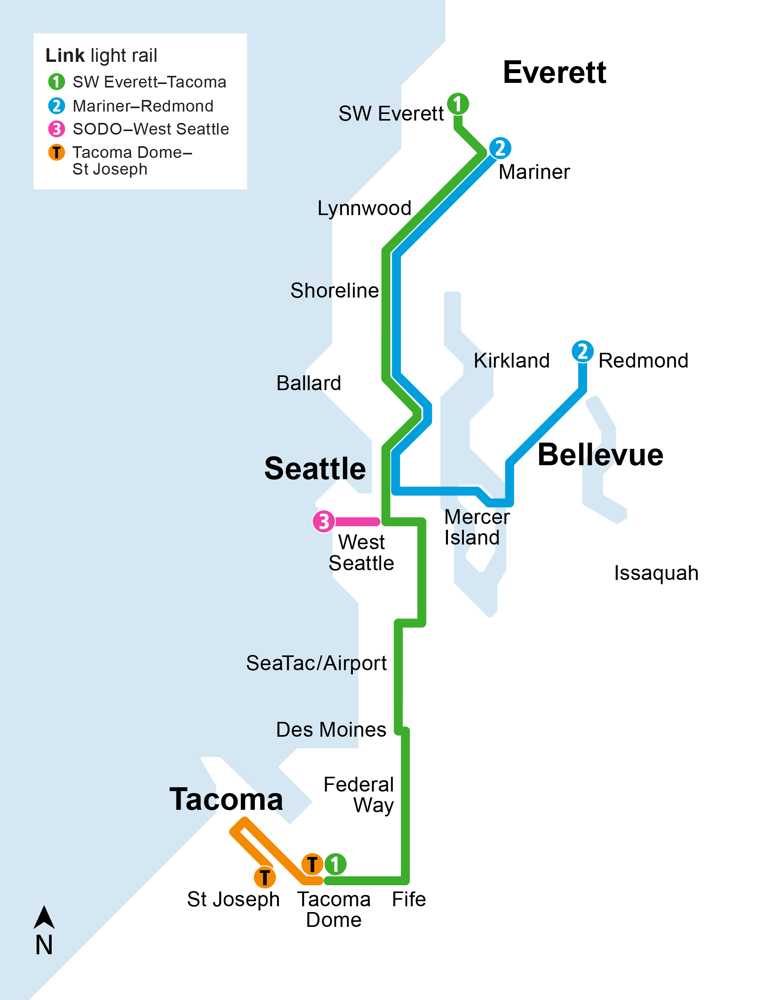 Link light rail
1 SW Everett–Tacoma
2 Mariner–Redmond
3 SODO–West Seattle
T Tacoma Dome–
St Joseph
Everett
1
SW Everett
2
Mariner
Lynnwood
Shoreline
Kirkland
2
Redmond
Ballard
Bellevue
Seattle
3
Mercer
Island
West
Seattle
Issaquah
SeaTac/Airport
Des Moines
Federal
Way
Tacoma
T
1
T
St Joseph
Tacoma
Dome
Fife
N